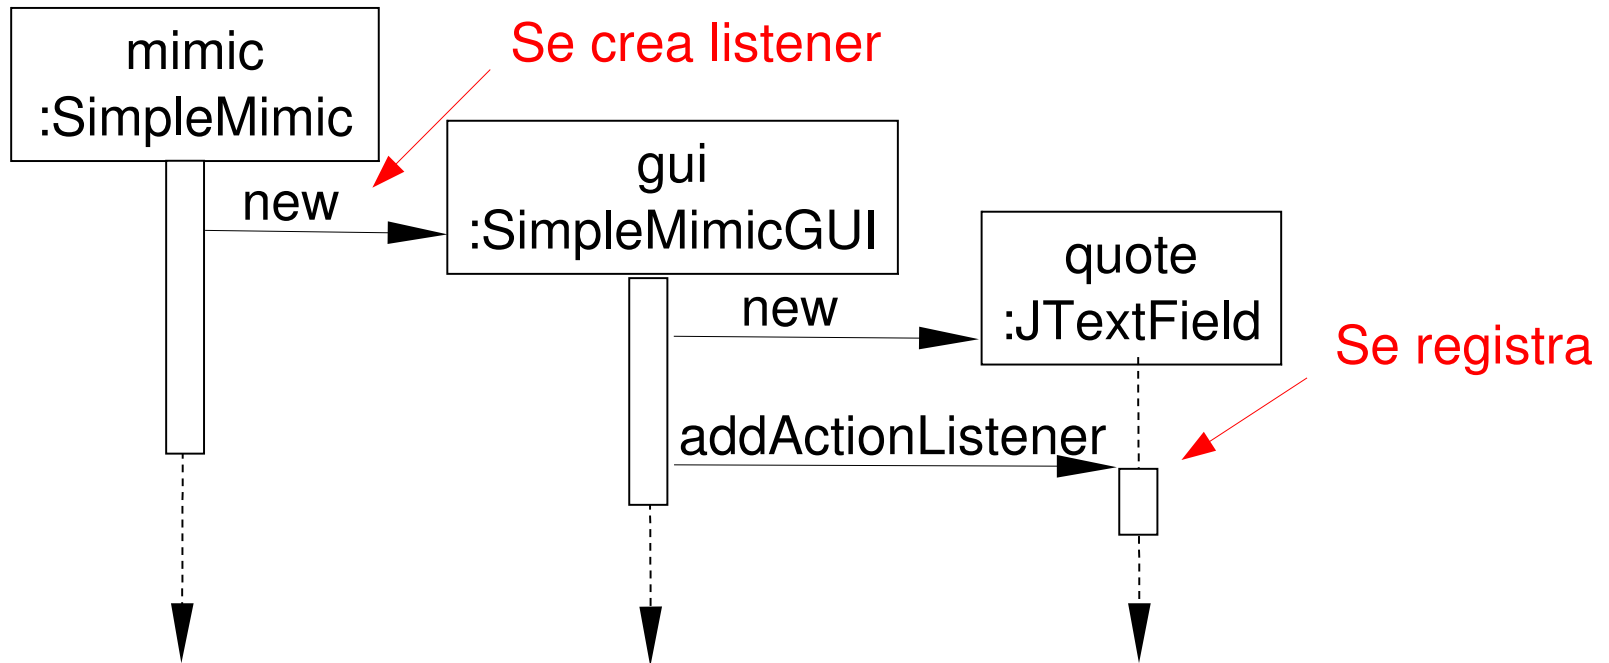 mimic
:SimpleMimic
Se crea listener
new
gui
:SimpleMimicGUI
new
quote
:JTextField
Se registra
addActionListener